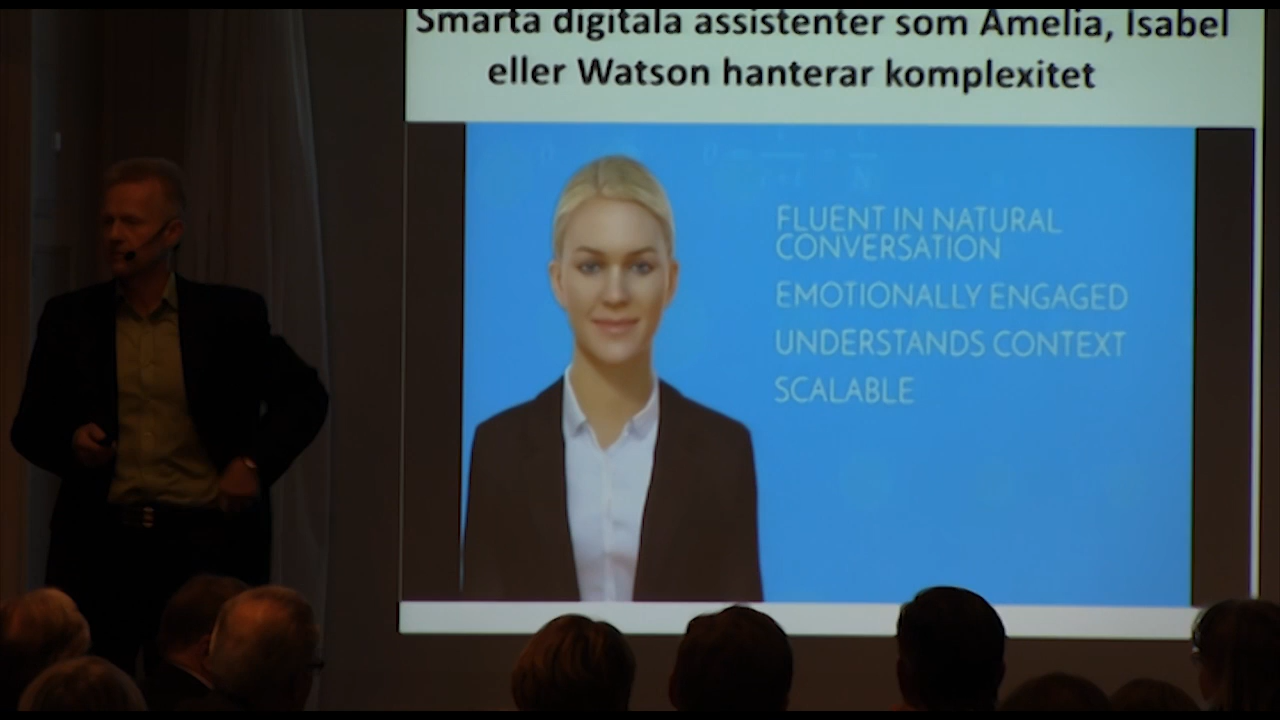 Smarta digitala assistenter som Amelia, Isabel
eller Watson hanterar komplexitet
FLUENT IN NATURAL
CONVERSATION
EMOTIONALLY ENGAGED
UNDERSTANDS CONTEXT
SCALABLE